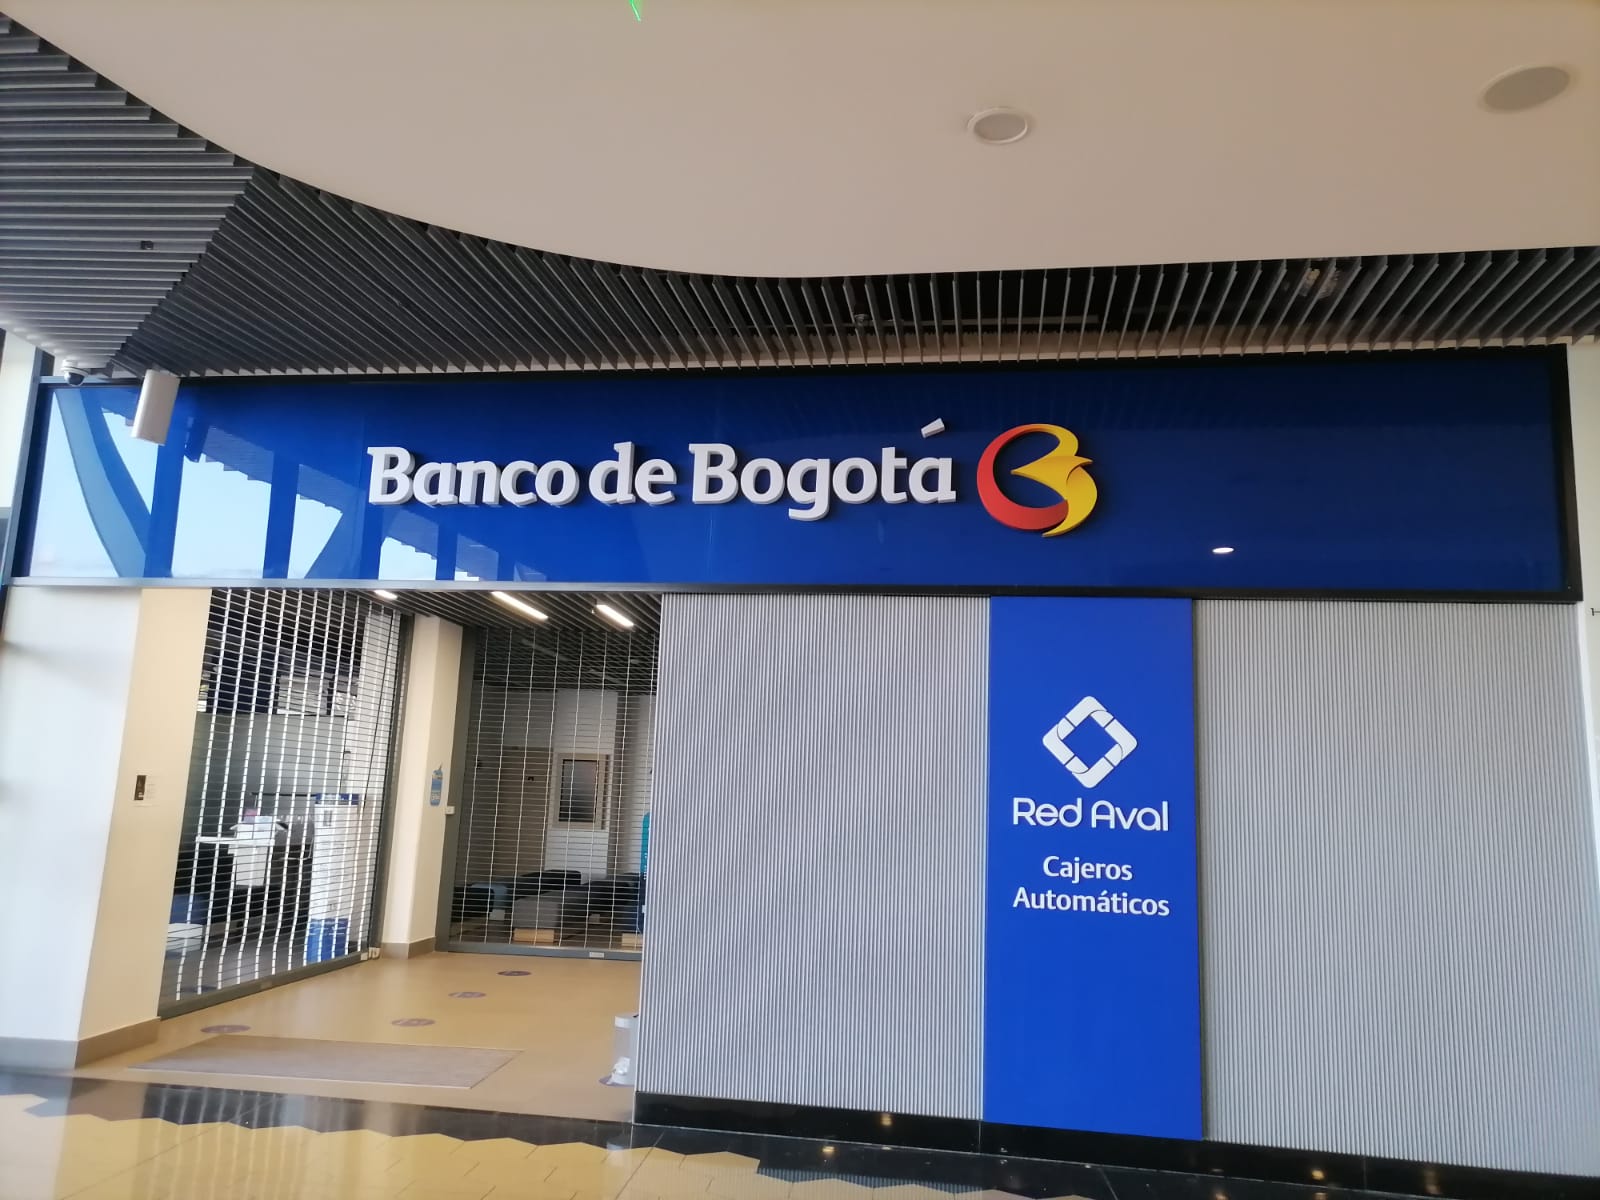 Banco de Bogotá
Red Aval
Cajeros
Automáticos